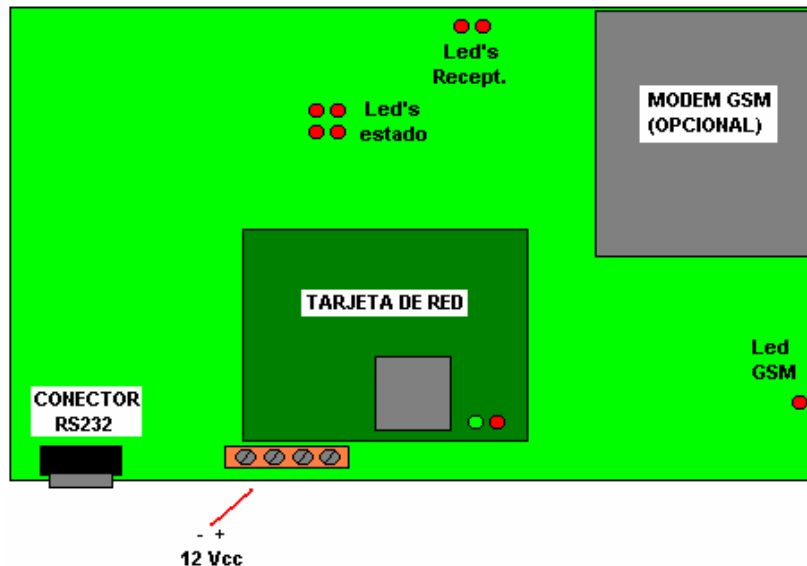 Led's
Recept.
MODEM GSM
(OPCIONAL)
Led's
estado
TARJETA DE RED
Led
GSM
CONECTOR
RS232
- +
12 Vcc